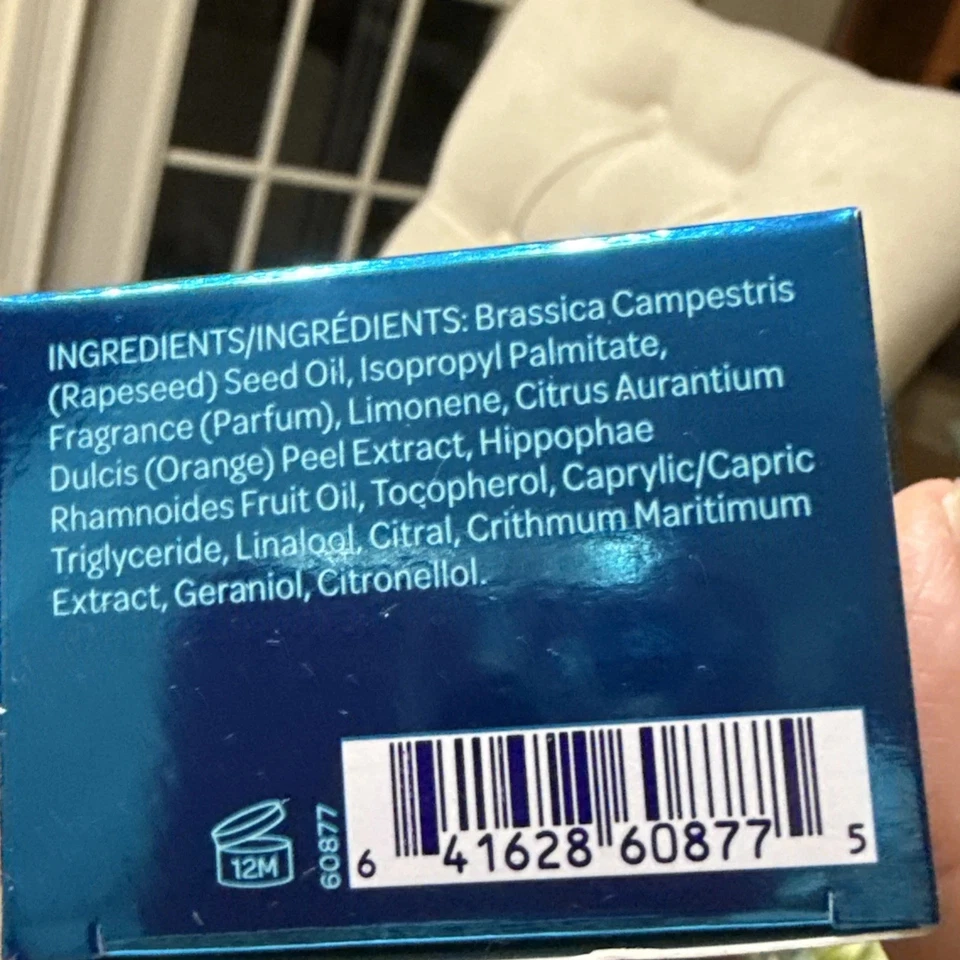 INGREDIENTS/INGRÉDIENTS: Brassica Campestris
(Rapeseed) Seed Oil, Isopropyl Palmitate,
Fragrance (Parfum), Limonene, Citrus Aurantium
Dulcis (Orange) Peel Extract, Hippophae
Rhamnoides Fruit Oil, Tocopherol, Caprylic/Capric
Triglyceride, Linalool, Citral, Crithmum Maritimum
Extract, Geraniol, Citronellol.
12M
60877
6 41628 60877 5